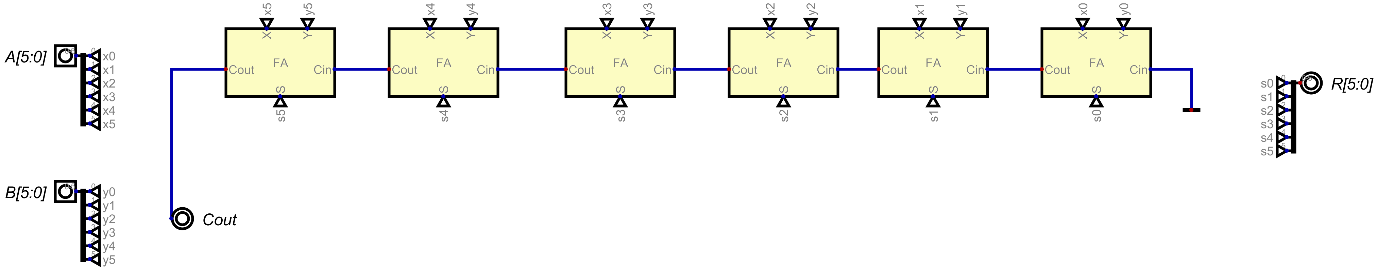 x5 y5 x4 y4 x3 y3 x2 y2 x1 y1 x0 y0
X Y X Y X Y X Y X Y X Y
A[5:0] x0
x1
x2
x3
x4
x5
Cout FA Cin Cout FA Cin Cout FA Cin Cout FA Cin Cout FA Cin Cout FA Cin
S S S S S S
s5 s4 s3 s2 s1 s0
s0 R[5:0]
s1
s2
s3
s4
s5
B[5:0] y0
y1
y2
y3
y4
y5
Cout